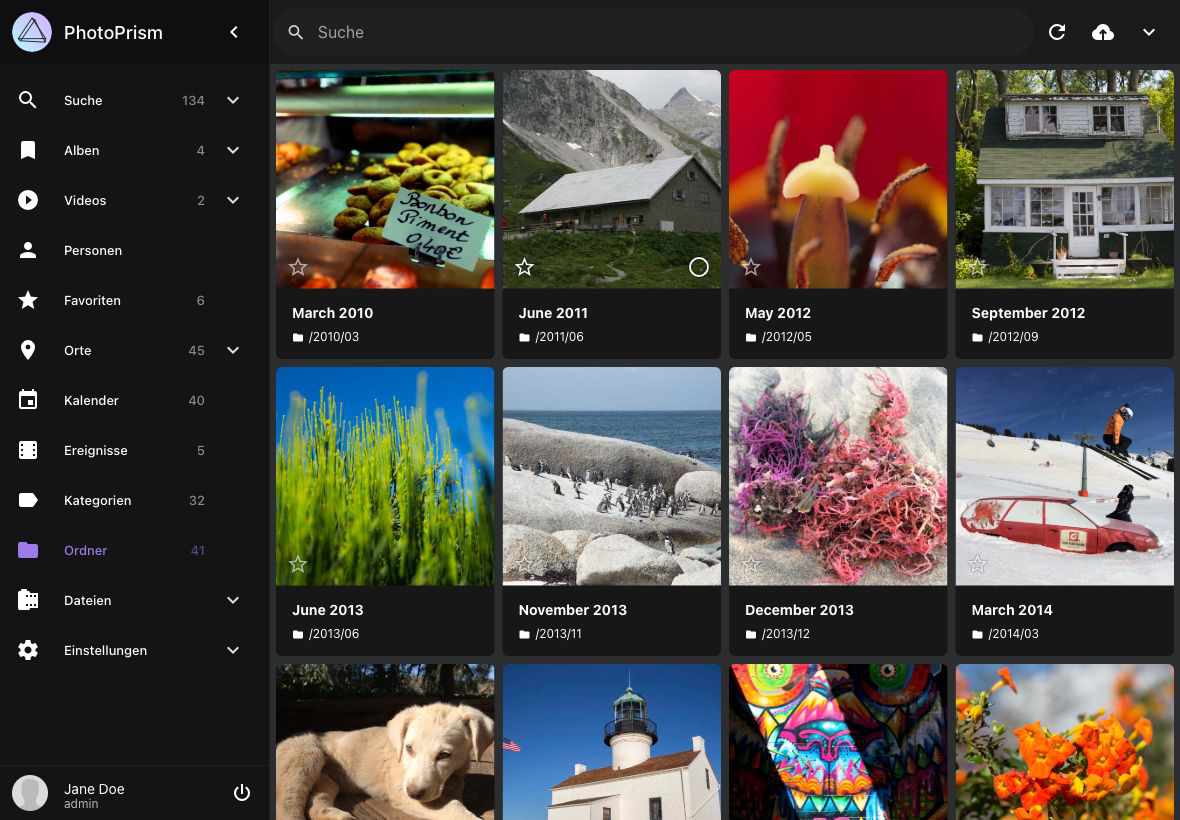 PhotoPrism
Suche
Suche 134
Alben 4
Videos 2
Personen
Favoriten 6
Orte 45
Kalender 40
Ereignisse 5
Kategorien 32
Ordner 41
Dateien
Einstellungen
Jane Doe
admin
Bonbon
Piment
0,40€
March 2010
/2010/03
June 2011
/2011/06
May 2012
/2012/05
September 2012
/2012/09
June 2013
/2013/06
November 2013
/2013/11
December 2013
/2013/12
March 2014
/2014/03